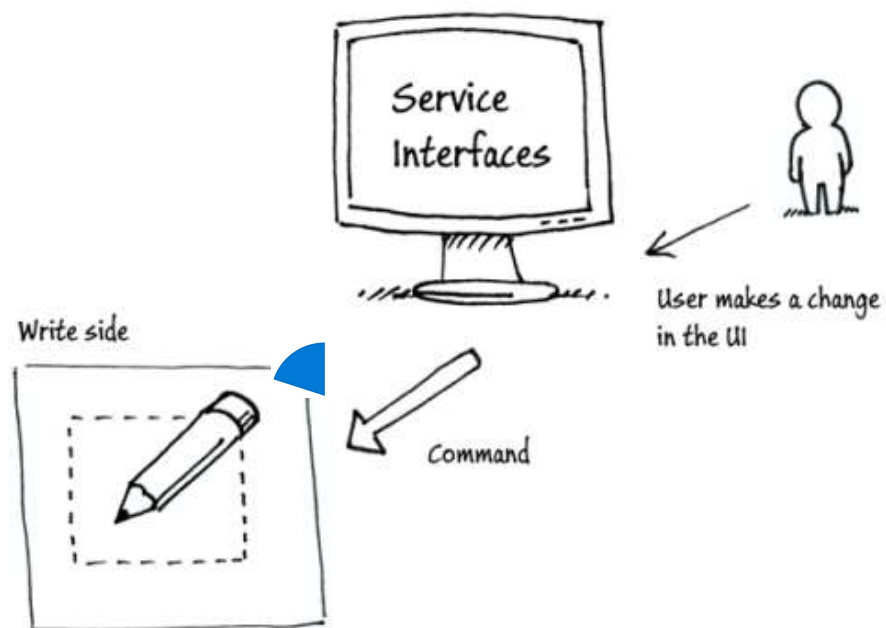 Service
Interfaces
User makes a change
in the UI
Write side
Command